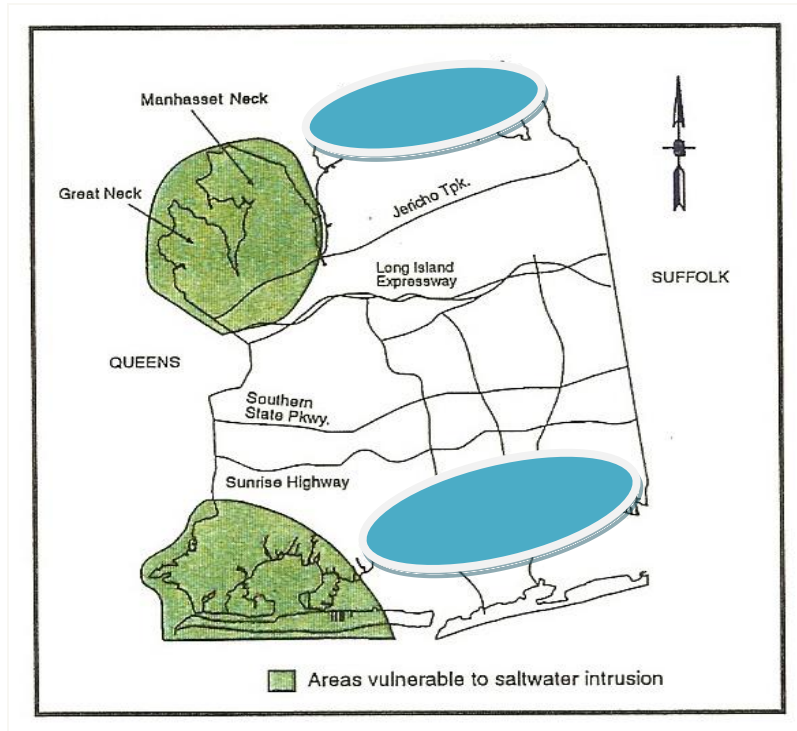 Manhasset Neck
Great Neck
Jericho Tpk.
Long Island
Expressway
SUFFOLK
QUEENS
Southern
State Pkwy.
Sunrise Highway
Areas vulnerable to saltwater intrusion